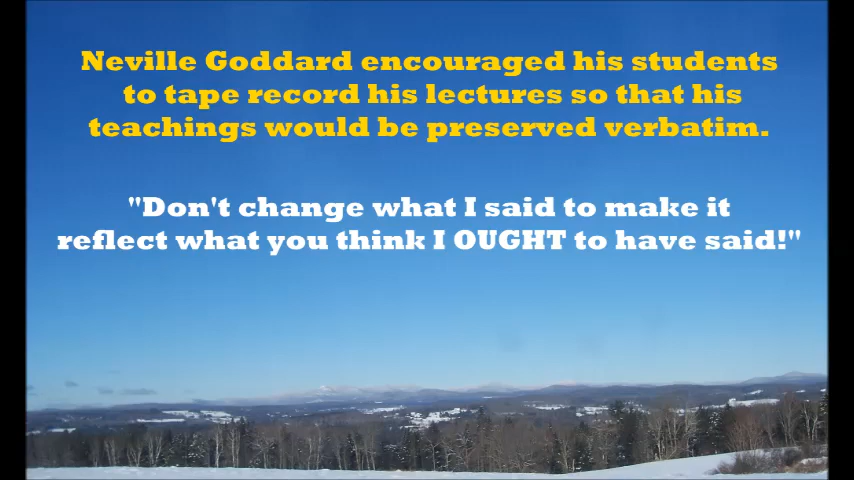 Neville Goddard encouraged his students
to tape record his lectures so that his
teachings would be preserved verbatim.
"Don't change what I said to make it
reflect what you think I OUGHT to have said!"